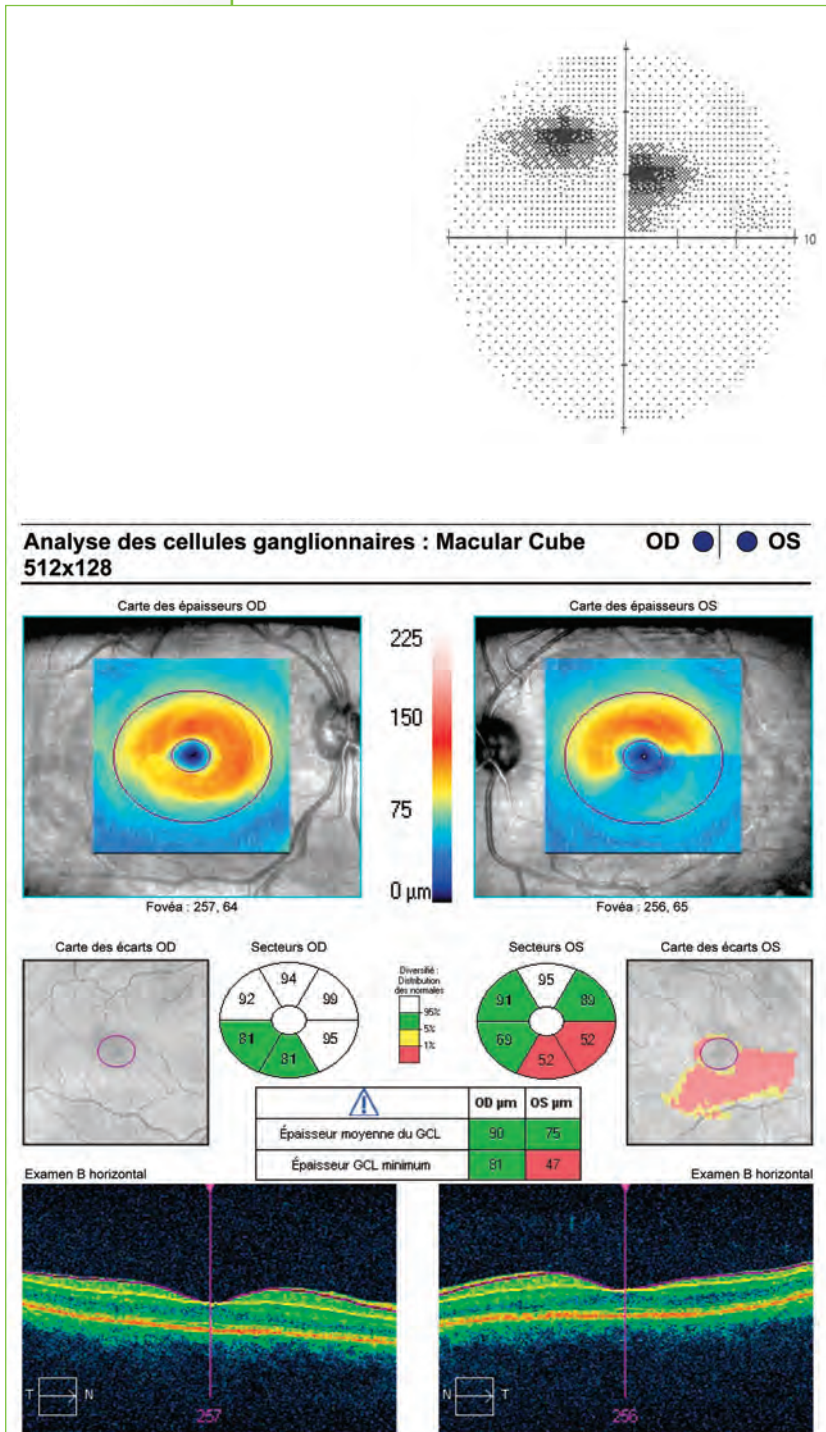 10
Analyse des cellules ganglionnaires : Macular Cube OD OS
512x128
Carte des épaisseurs OD
Carte des épaisseurs OS
225
150
75
0 µm
Fovéa : 257, 64
Fovéa : 256, 65
Carte des écarts OD
Secteurs OD
Secteurs OS
Carte des écarts OS
94
92
99
81
95
81
Diversifié :
Distribution
des normales
95%
5%
1%
95
91
89
69
52
52
OD µm OS µm
Épaisseur moyenne du GCL 90 75
Épaisseur GCL minimum 81 47
Examen B horizontal
Examen B horizontal
T N
257
N T
256